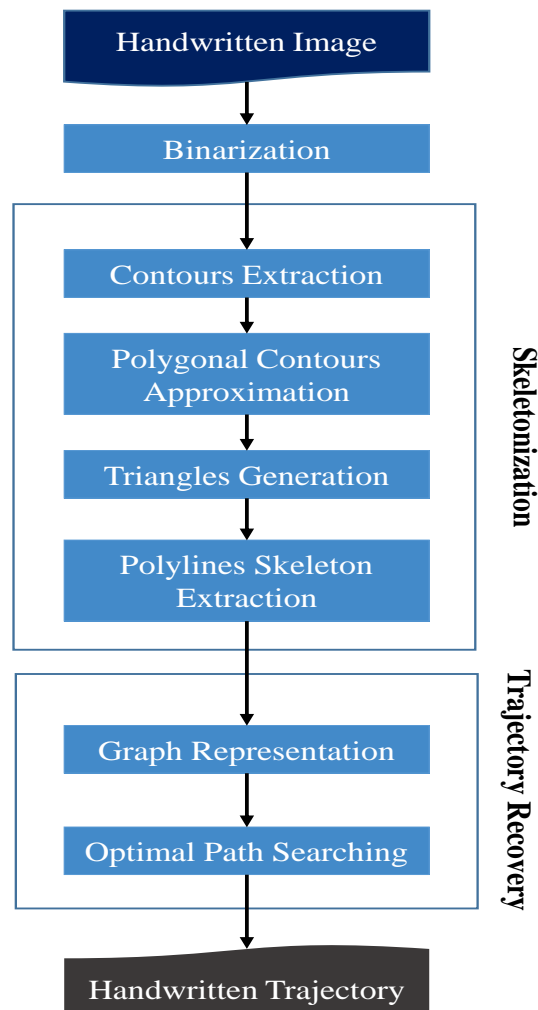 Handwritten Image
Binarization
Contours Extraction
Polygonal Contours
Approximation
Triangles Generation
Polylines Skeleton
Extraction
Skeletonization
Graph Representation
Optimal Path Searching
Trajectory Recovery
Handwritten Trajectory